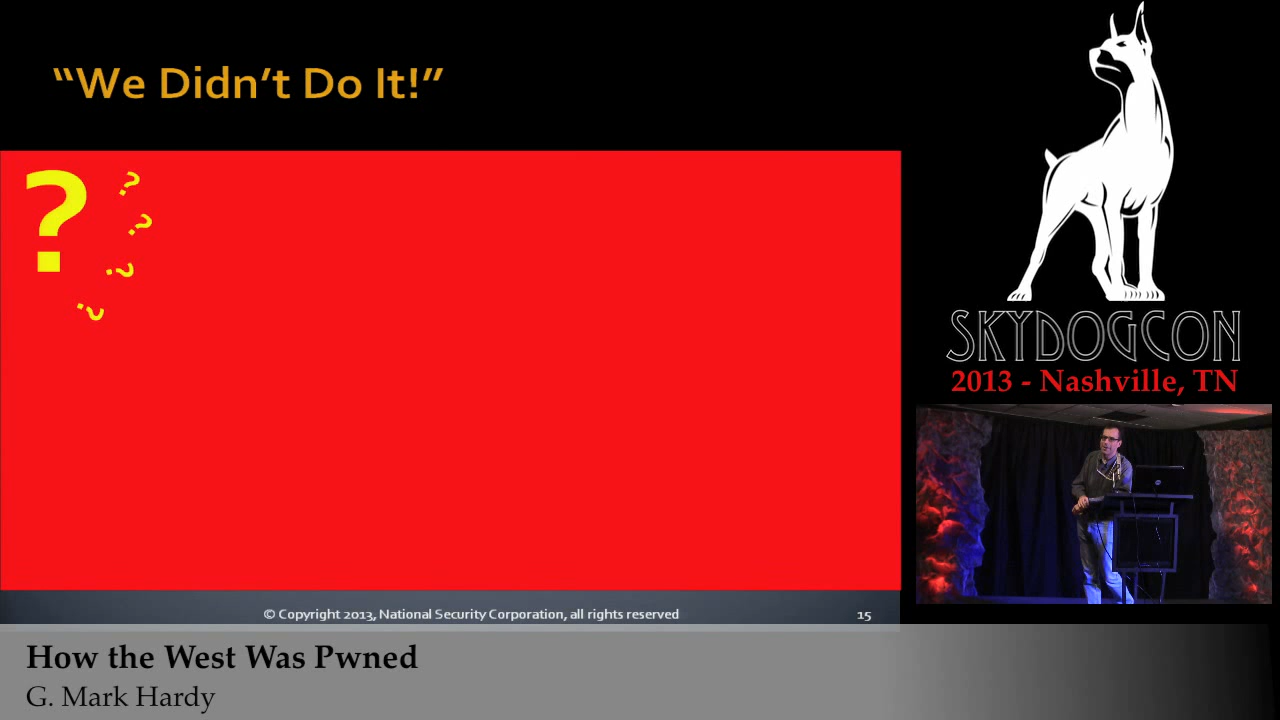 “We Didn’t Do It!”
?
?
?
?
?
© Copyright 2013, National Security Corporation, all rights reserved
15
SKYDOGCON
2013 - Nashville, TN
How the West Was Pwned
G. Mark Hardy